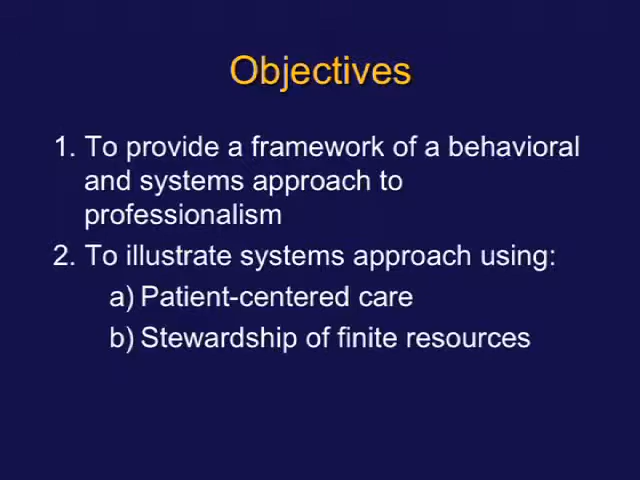 Objectives
1. To provide a framework of a behavioral
and systems approach to
professionalism
2. To illustrate systems approach using:
a) Patient-centered care
b) Stewardship of finite resources